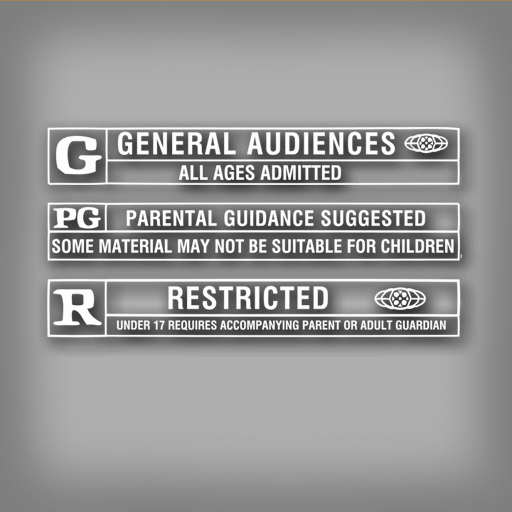 G
GENERAL AUDIENCES
ALL AGES ADMITTED
PG
PARENTAL GUIDANCE SUGGESTED
SOME MATERIAL MAY NOT BE SUITABLE FOR CHILDREN
R
RESTRICTED
UNDER 17 REQUIRES ACCOMPANYING PARENT OR ADULT GUARDIAN